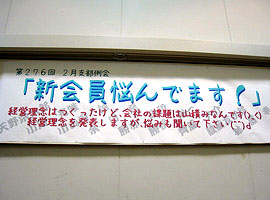 第276回 2月支部例会
「新会員悩んでます?」
経営理念はつくったけど、会社の課題は山積みなんです(>_<)
経営理念を発表しますが、悩みも聞いて下さい(^^)d